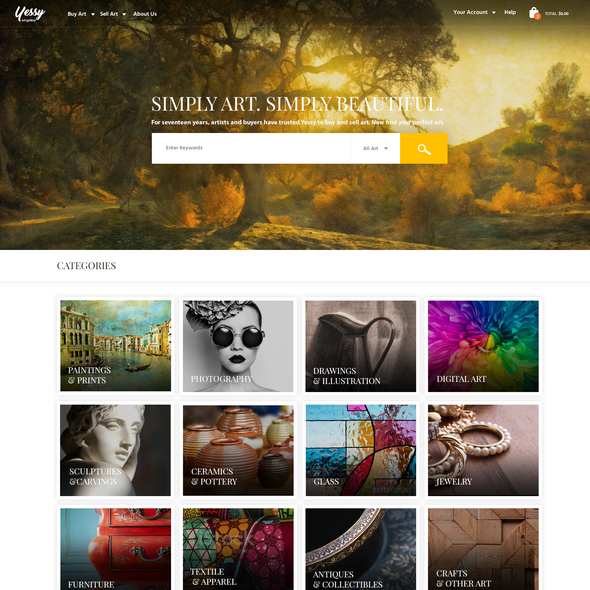 Yessy
art gallery
Buy Art
Sell Art
About Us
Your Account
Help
TOTAL: $0.00
SIMPLY ART. SIMPLY BEAUTIFUL.
For seventeen years, artists and buyers have trusted Yessy to buy and sell art. Now find your perfect art.
Enter Keywords
All Art
CATEGORIES
PAINTINGS
& PRINTS
PHOTOGRAPHY
DRAWINGS
& ILLUSTRATION
DIGITAL ART
SCULPTURES
&CARVINGS
CERAMICS
& POTTERY
GLASS
JEWELRY
FURNITURE
TEXTILE
& APPAREL
ANTIQUES
& COLLECTIBLES
CRAFTS
& OTHER ART